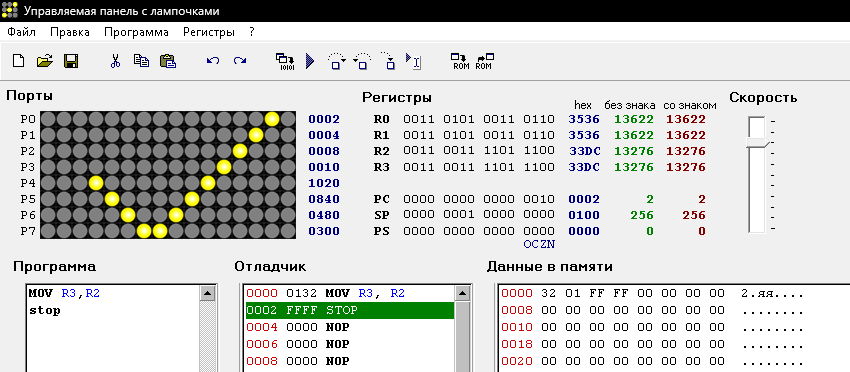 Управляемая панель с лампочками
Файл Правка Программа Регистры ?
Порты
P0 0002
P1 0004
P2 0008
P3 0010
P4 1020
P5 0840
P6 0480
P7 0300
Регистры
hex без знака со знаком
R0 0011 0101 0011 0110 3536 13622 13622
R1 0011 0101 0011 0110 3536 13622 13622
R2 0011 0011 1101 1100 33DC 13276 13276
R3 0011 0011 1101 1100 33DC 13276 13276
PC 0000 0000 0000 0010 0002 2 2
SP 0000 0001 0000 0000 0100 256 256
PS 0000 0000 0000 0000 0000 0 0
OCZN
Скорость
Программа
MOV R3,R2
stop
Отладчик
0000 0132 MOV R3, R2
0002 FFFF STOP
0004 0000 NOP
0006 0000 NOP
0008 0000 NOP
Данные в памяти
0000 32 01 FF FF 00 00 00 00 2.яя....
0008 00 00 00 00 00 00 00 00 ........
0010 00 00 00 00 00 00 00 00 ........
0018 00 00 00 00 00 00 00 00 ........
0020 00 00 00 00 00 00 00 00 ........